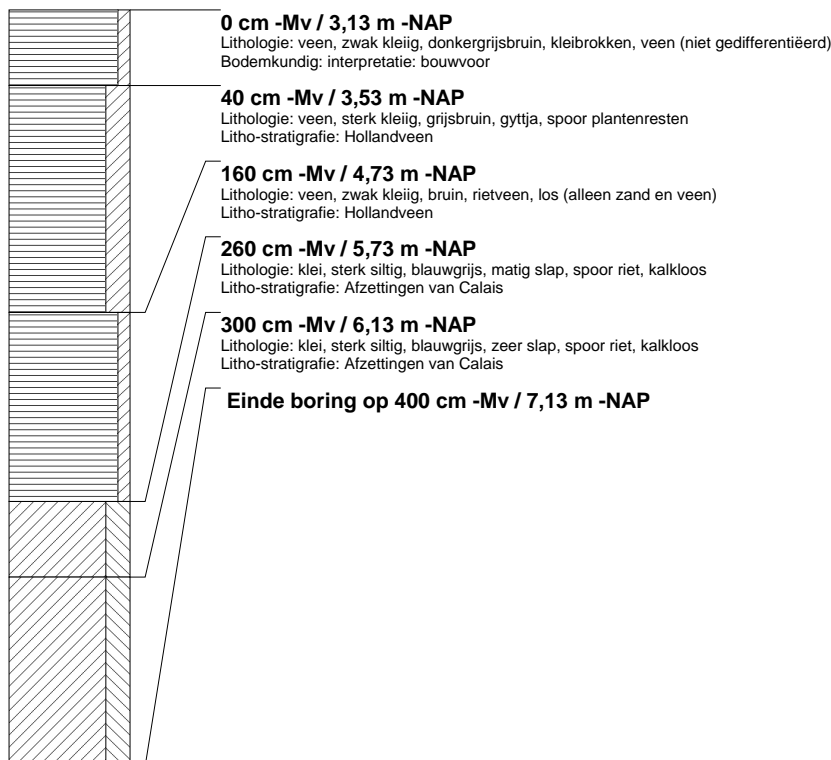 0 cm -Mv / 3,13 m -NAP
Lithologie: veen, zwak kleiig, donkergrijsbruin, kleibrokken, veen (niet gedifferentiëerd)
Bodemkundig: interpretatie: bouwvoor
40 cm -Mv / 3,53 m -NAP
Lithologie: veen, sterk kleiig, grijsbruin, gyttja, spoor plantenresten
Litho-stratigrafie: Hollandveen
160 cm -Mv / 4,73 m -NAP
Lithologie: veen, zwak kleiig, bruin, rietveen, los (alleen zand en veen)
Litho-stratigrafie: Hollandveen
260 cm -Mv / 5,73 m -NAP
Lithologie: klei, sterk siltig, blauwgrijs, matig slap, spoor riet, kalkloos
Litho-stratigrafie: Afzettingen van Calais
300 cm -Mv / 6,13 m -NAP
Lithologie: klei, sterk siltig, blauwgrijs, zeer slap, spoor riet, kalkloos
Litho-stratigrafie: Afzettingen van Calais
Einde boring op 400 cm -Mv / 7,13 m -NAP